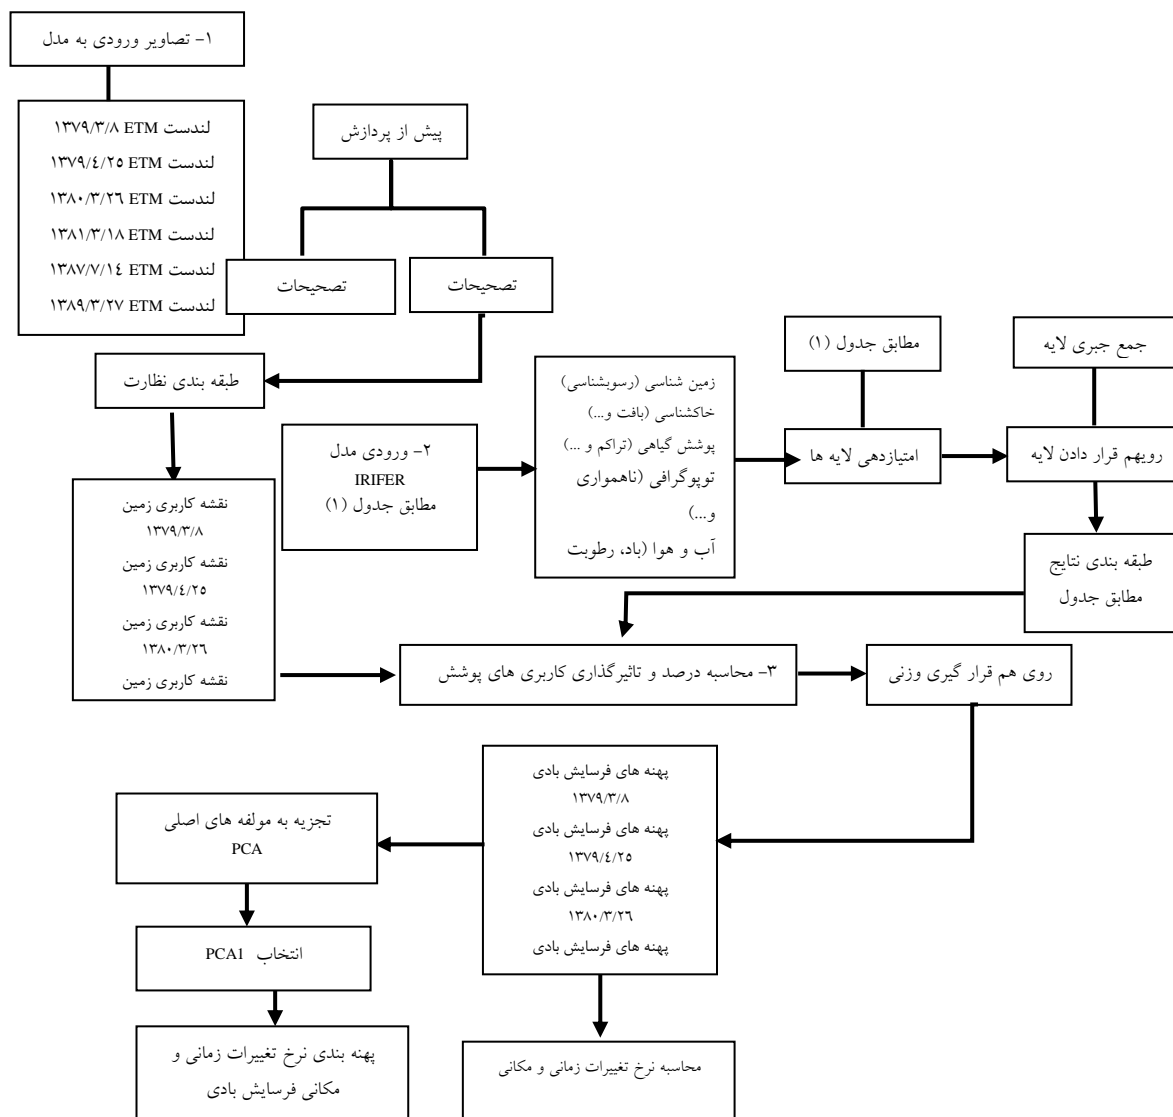 ۱- تصاویر ورودی به مدل
لندست ETM ۱۳۷۹/۳/۸
لندست ETM ۱۳۷۹/٤/۲٥
لندست ETM ۱۳۸۰/۳/۲٦
لندست ETM ۱۳۸۱/۳/۱۸
لندست ETM ۱۳۸۷/۷/۱٤
لندست ETM ۱۳۸۹/۳/۲۷
پیش از پردازش
تصحیحات
تصحیحات
طبقه بندی نظارت
نقشه کاربری زمین
۱۳۷۹/۳/۸
نقشه کاربری زمین
۱۳۷۹/٤/۲٥
نقشه کاربری زمین
۱۳۸۰/۳/۲٦
نقشه کاربری زمین
۲- ورودی مدل
IRIFER
مطابق جدول (۱)
زمین شناسی (رسوبشناسی)
خاکشناسی (بافت و...)
پوشش گیاهی (تراکم و ...)
توپوگرافی (ناهمواری
و...)
آب و هوا (باد، رطوبت
مطابق جدول (۱)
امتیازدهی لایه ها
جمع جبری لایه
رویهم قرار دادن لایه
طبقه بندی نتایج
مطابق جدول
۳- محاسبه درصد و تاثیرگذاری کاربری های پوشش
روی هم قرار گیری وزنی
پهنه های فرسایش بادی
۱۳۷۹/۳/۸
پهنه های فرسایش بادی
۱۳۷۹/٤/۲٥
پهنه های فرسایش بادی
۱۳۸۰/۳/۲٦
پهنه های فرسایش بادی
تجزیه به مولفه های اصلی
PCA
انتخاب PCA1
پهنه بندی نرخ تغییرات زمانی و
مکانی فرسایش بادی
محاسبه نرخ تغییرات زمانی و مکانی